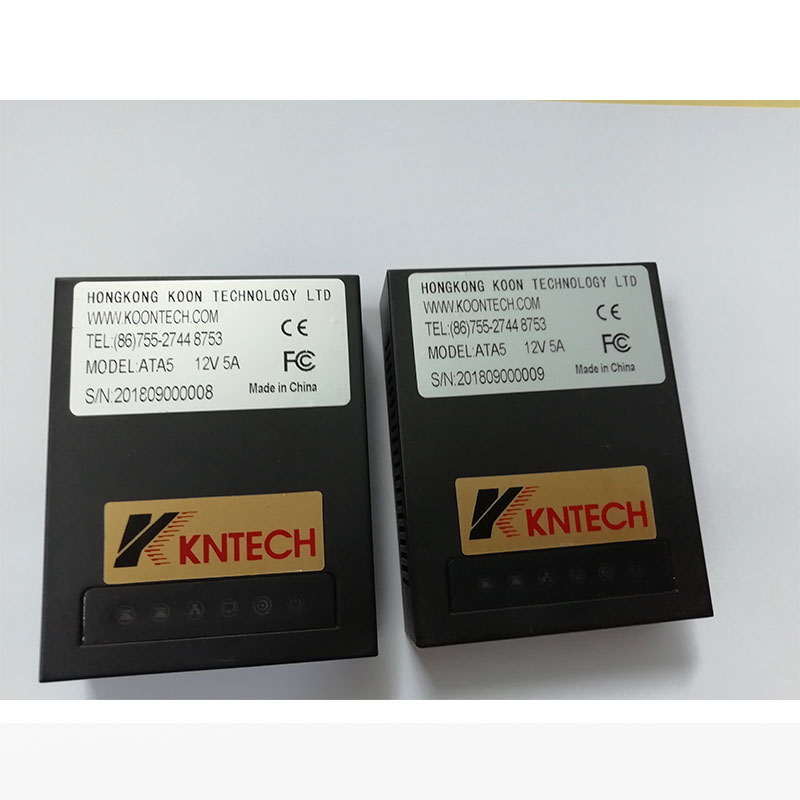 HONGKONG KOON TECHNOLOGY LTD
WWW.KOONTECH.COM
TEL:(86)755-2744 8753
MODEL:ATA5 12V 5A
S/N:201809000008
CE
FC
Made in China
KNTECH
HONGKONG KOON TECHNOLOGY LTD
WWW.KOONTECH.COM
TEL:(86)755-2744 8753
MODEL:ATA5 12V 5A
S/N:201809000009
CE
FC
Made in China
KNTECH